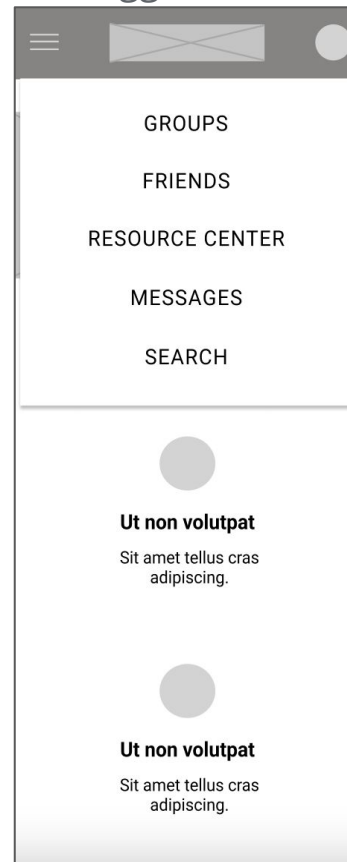 GROUPS
FRIENDS
RESOURCE CENTER
MESSAGES
SEARCH
Ut non volutpat
Sit amet tellus cras
adipiscing.
Ut non volutpat
Sit amet tellus cras
adipiscing.